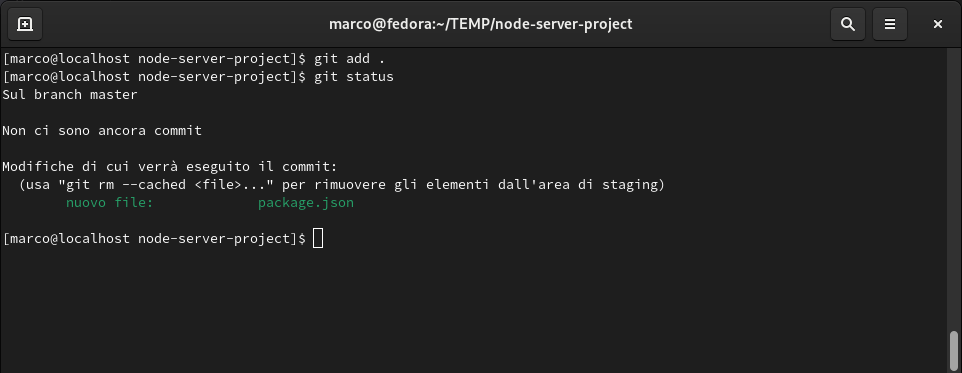 marco@fedora:~/TEMP/node-server-project
[marco@localhost node-server-project]$ git add .
[marco@localhost node-server-project]$ git status
Sul branch master
Non ci sono ancora commit
Modifiche di cui verrà eseguito il commit:
(usa "git rm --cached <file>..." per rimuovere gli elementi dall'area di staging)
nuovo file: package.json
[marco@localhost node-server-project]$